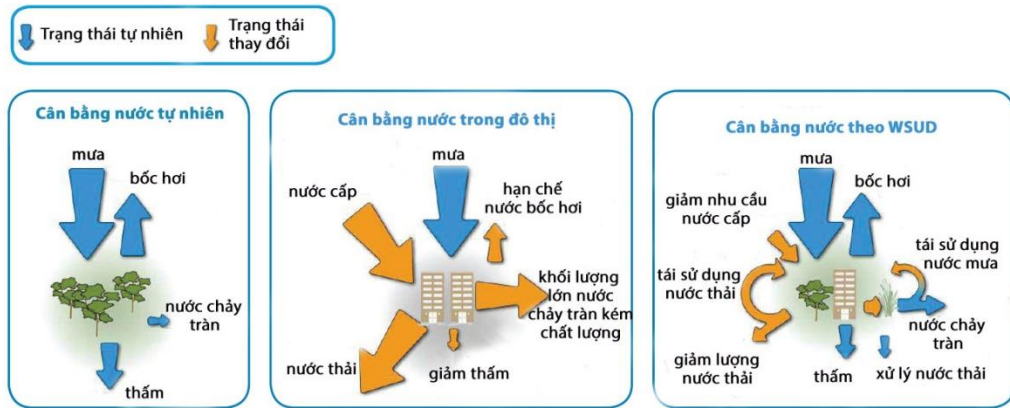 Trạng thái tự nhiên
Trạng thái
thay đổi
Cân bằng nước tự nhiên
mưa
bốc hơi
nước chảy
tràn
thấm
Cân bằng nước trong đô thị
mưa
nước cấp
hạn chế
nước bốc hơi
khối lượng
lớn nước
chảy tràn kém
chất lượng
nước thải
giảm thấm
Cân bằng nước theo WSUD
mưa
bốc hơi
giảm nhu cầu
nước cấp
tái sử dụng
nước mưa
tái sử dụng
nước thải
nước chảy
tràn
giảm lượng
nước thải
thấm
xử lý nước thải